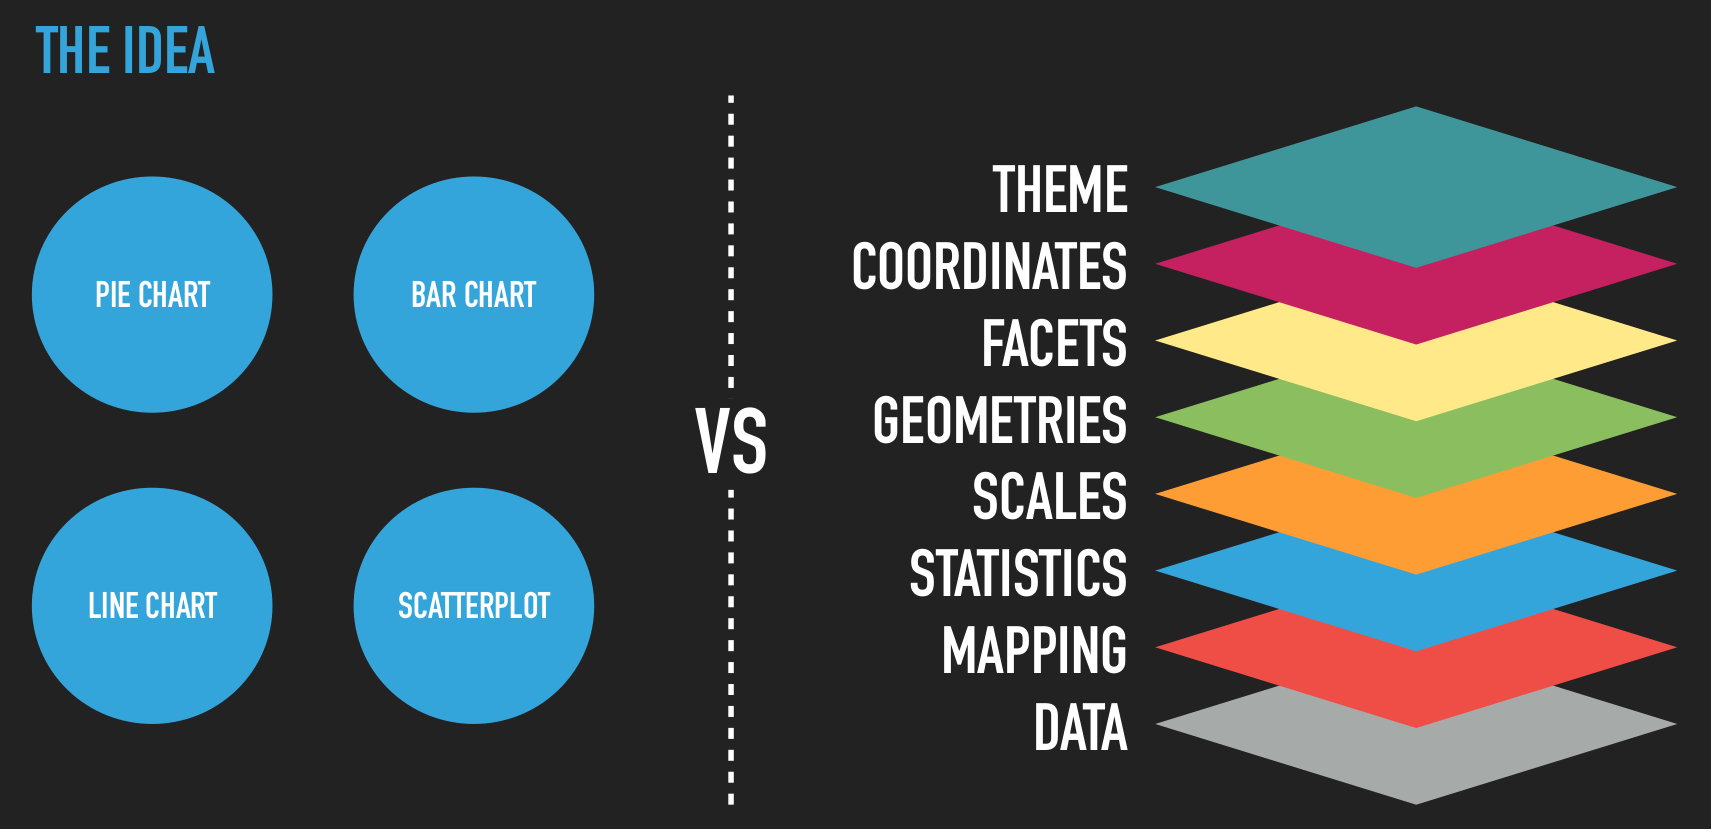 THE IDEA
PIE CHART
BAR CHART
LINE CHART
SCATTERPLOT
VS
THEME
COORDINATES
FACETS
GEOMETRIES
SCALES
STATISTICS
MAPPING
DATA